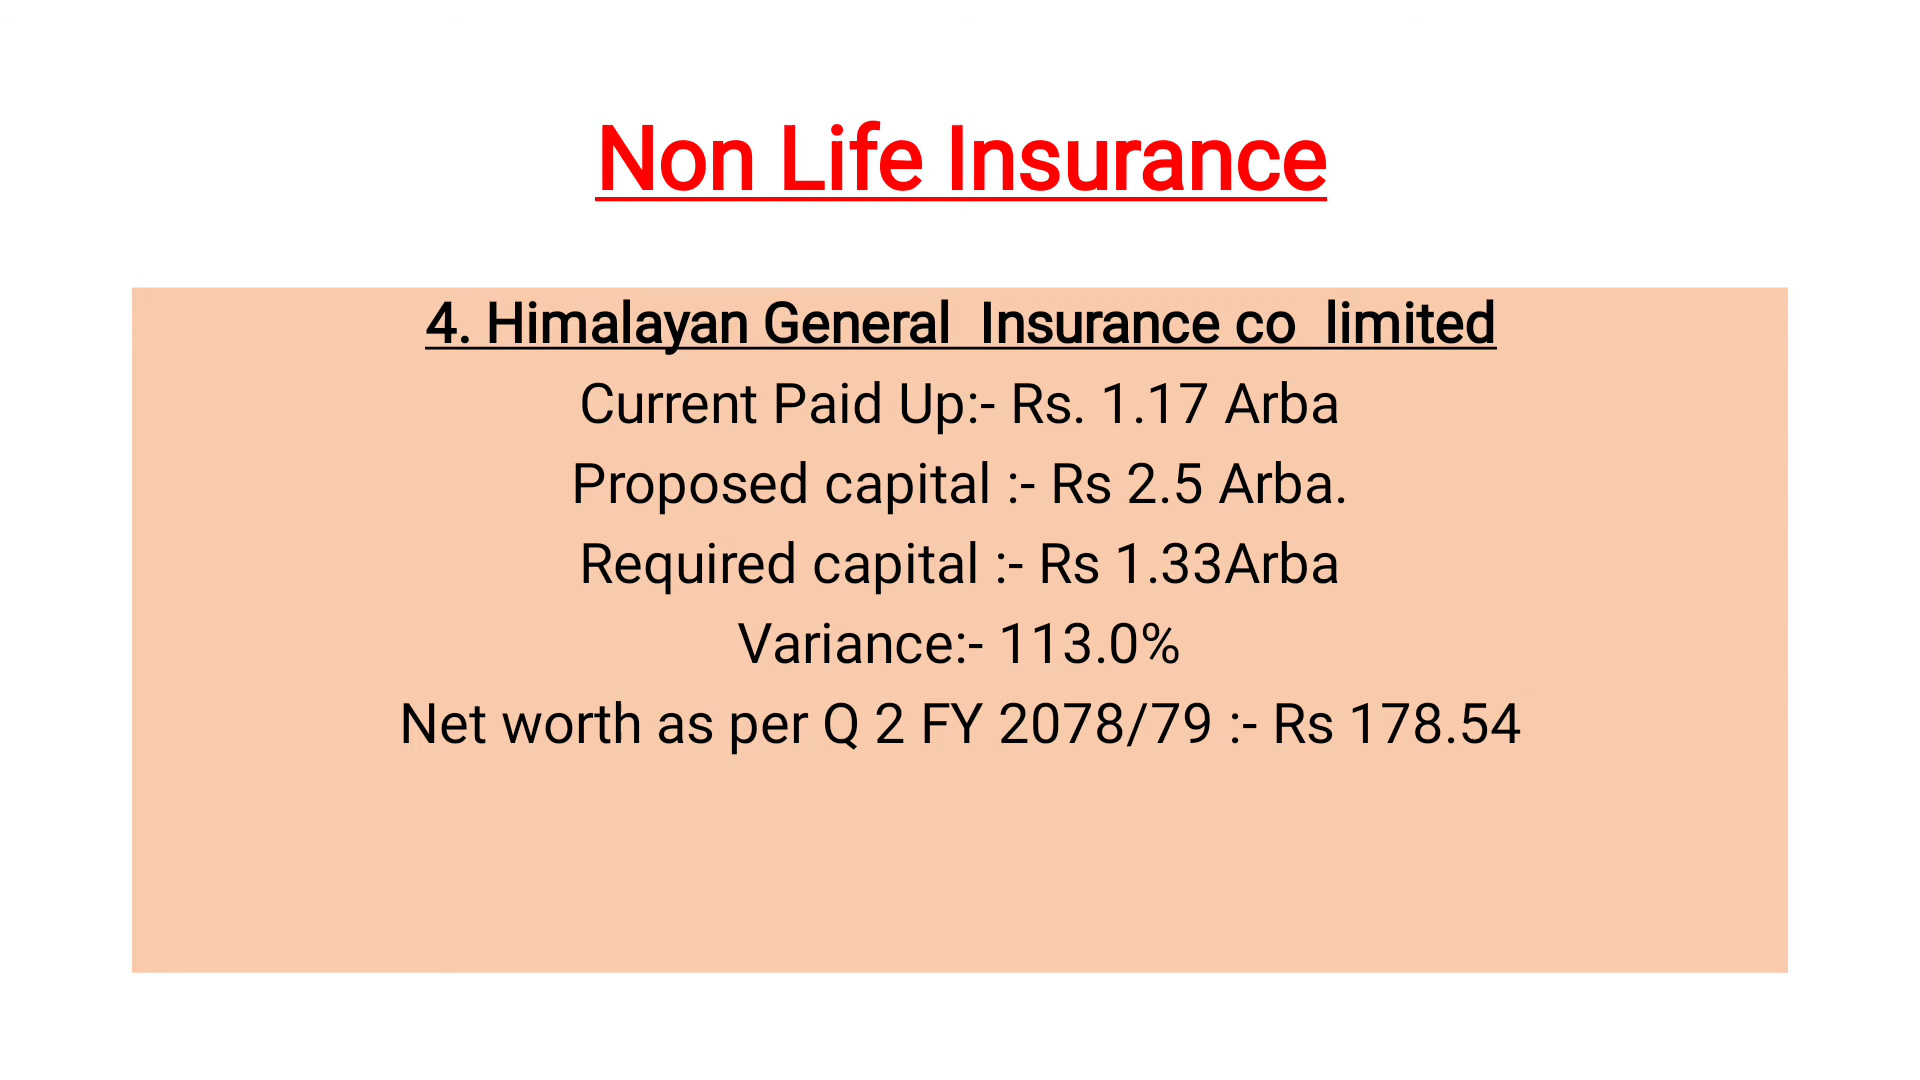 Non Life Insurance
4. Himalayan General  Insurance co  limited
Current Paid Up:- Rs. 1.17 Arba
Proposed capital :- Rs 2.5 Arba.
Required capital :- Rs 1.33Arba
Variance:- 113.0%
Net worth as per Q 2 FY 2078/79 :- Rs 178.54